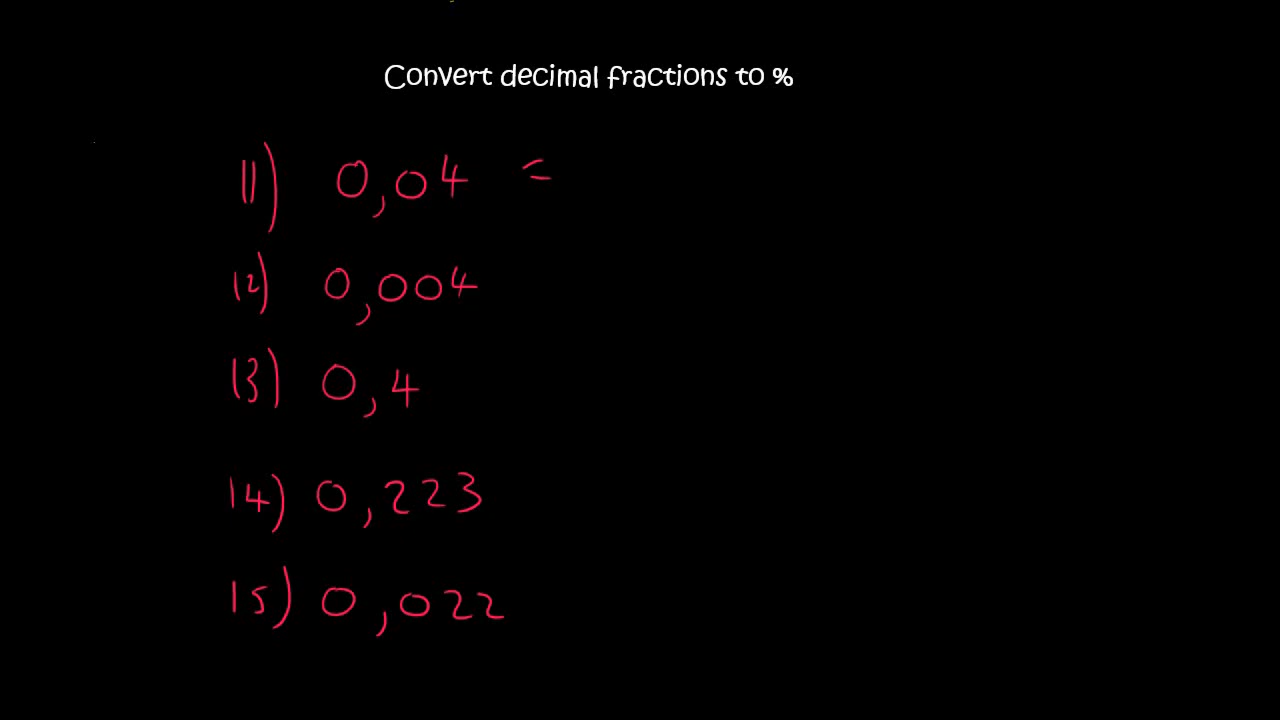 Convert decimal fractions to %
11) 0,04 =
12) 0,004
13) 0,4
14) 0,223
15) 0,022